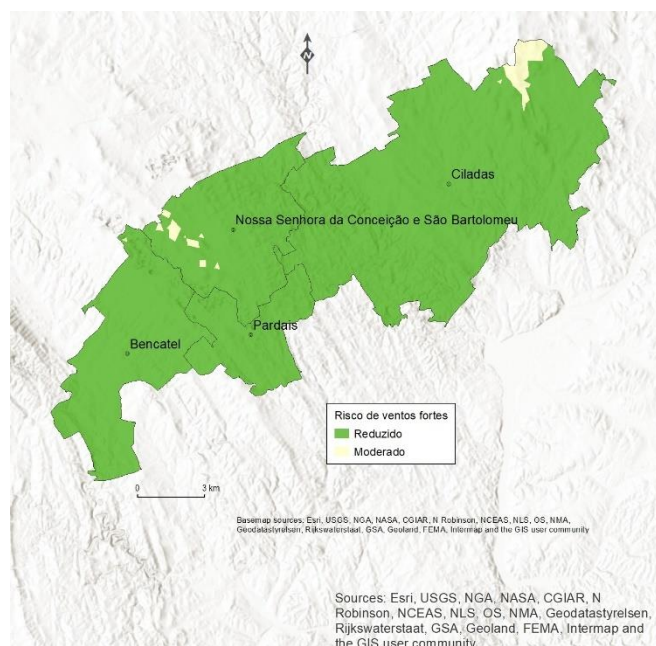 N
Ciladas
Nossa Senhora da Conceição e São Bartolomeu
Pardais
Bencatel
Risco de ventos fortes
Reduzido
Moderado
0 3 km
Basemap sources: Esri, USGS, NGA, NASA, CGIAR, N Robinson, NCEAS, NLS, OS, NMA,
Geodatastyrelsen, Rijkswaterstaat, GSA, Geoland, FEMA, Intermap and the GIS user community
Sources: Esri, USGS, NGA, NASA, CGIAR, N
Robinson, NCEAS, NLS, OS, NMA, Geodatastyrelsen,
Rijkswaterstaat, GSA, Geoland, FEMA, Intermap and
the GIS user community